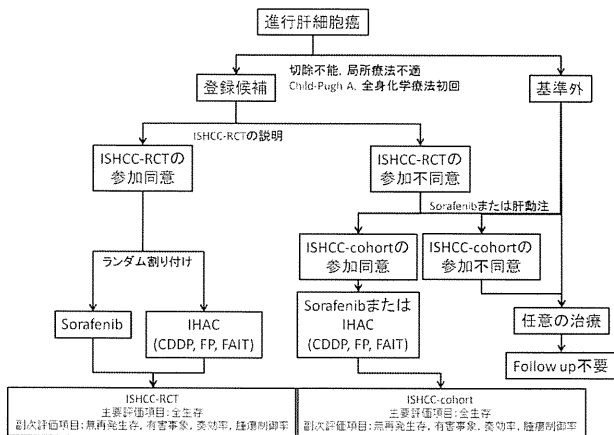 進行肝細胞癌
切除不能, 局所療法不適
Child-Pugh A, 全身化学療法初回
登録候補
基準外
ISHCC-RCTの説明
ISHCC-RCTの
参加同意
ISHCC-RCTの
参加不同意
Sorafenibまたは肝動注
ISHCC-cohortの
参加同意
ISHCC-cohortの
参加不同意
ランダム割り付け
Sorafenib
IHAC
(CDDP, FP, FAIT)
Sorafenibまたは
IHAC
(CDDP, FP, FAIT)
任意の治療
Follow up不要
ISHCC-RCT
主要評価項目: 全生存
副次評価項目: 無再発生存, 有害事象, 奏効率, 腫瘍制御率
ISHCC-cohort
主要評価項目: 全生存
副次評価項目: 無再発生存, 有害事象, 奏効率, 腫瘍制御率